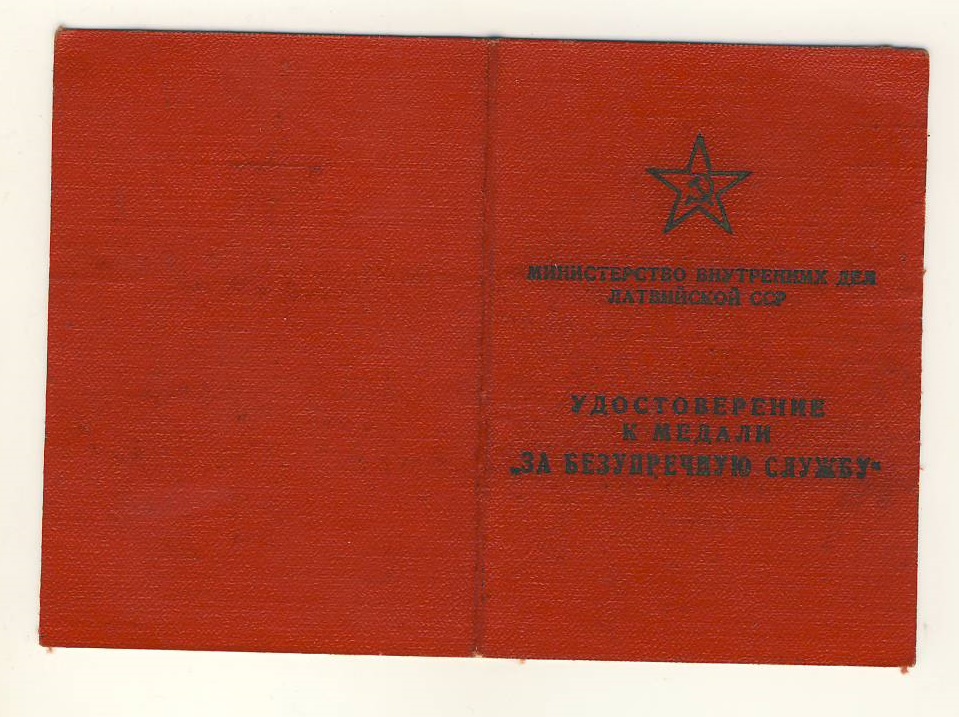 МИНИСТЕРСТВО ВНУТРЕННИХ ДЕЛ
ЛАТВИЙСКОЙ ССР
УДОСТОВЕРЕНИЕ
К МЕДАЛИ
„ЗА БЕЗУПРЕЧНУЮ СЛУЖБУ“